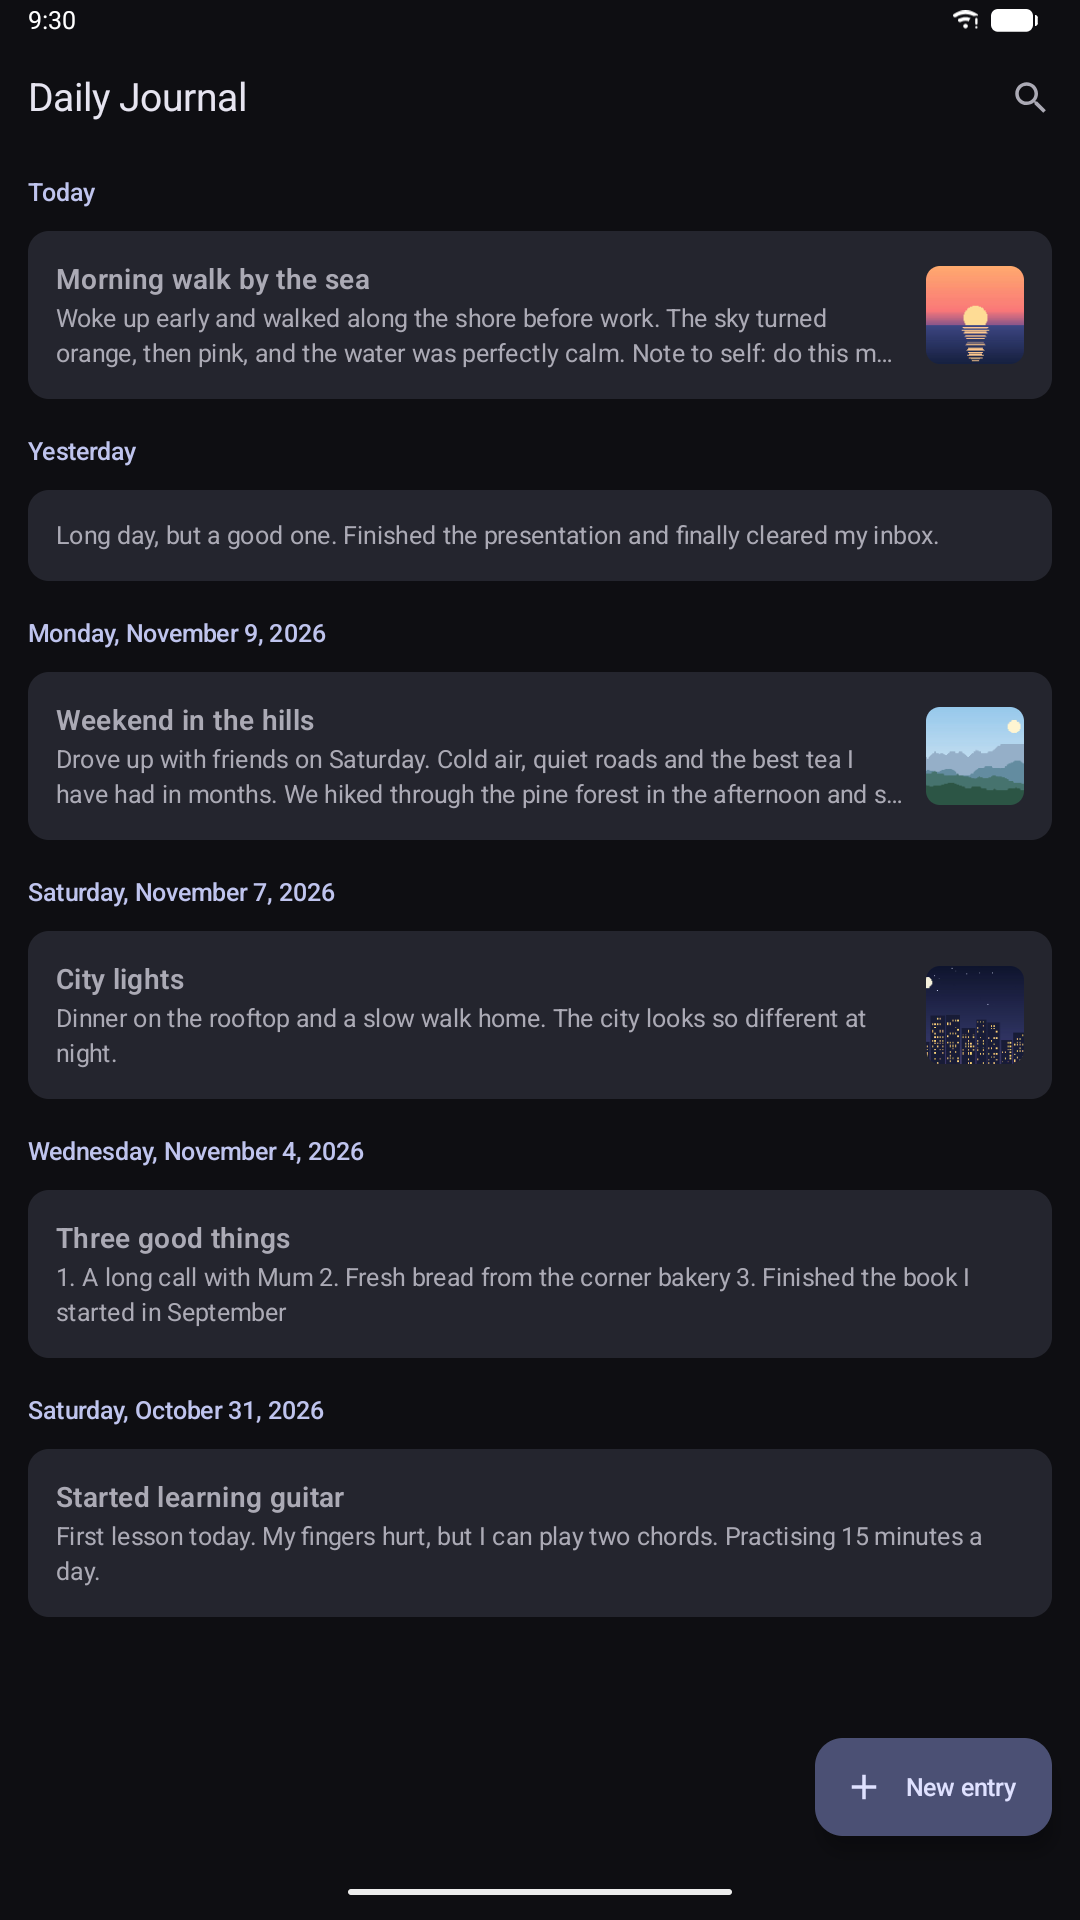 9:30
Daily Journal
Today
Morning walk by the sea
Woke up early and walked along the shore before work. The sky turned
orange, then pink, and the water was perfectly calm. Note to self: do this m…
Yesterday
Long day, but a good one. Finished the presentation and finally cleared my inbox.
Monday, November 9, 2026
Weekend in the hills
Drove up with friends on Saturday. Cold air, quiet roads and the best tea I
have had in months. We hiked through the pine forest in the afternoon and s…
Saturday, November 7, 2026
City lights
Dinner on the rooftop and a slow walk home. The city looks so different at
night.
Wednesday, November 4, 2026
Three good things
1. A long call with Mum 2. Fresh bread from the corner bakery 3. Finished the book I
started in September
Saturday, October 31, 2026
Started learning guitar
First lesson today. My fingers hurt, but I can play two chords. Practising 15 minutes a
day.
New entry